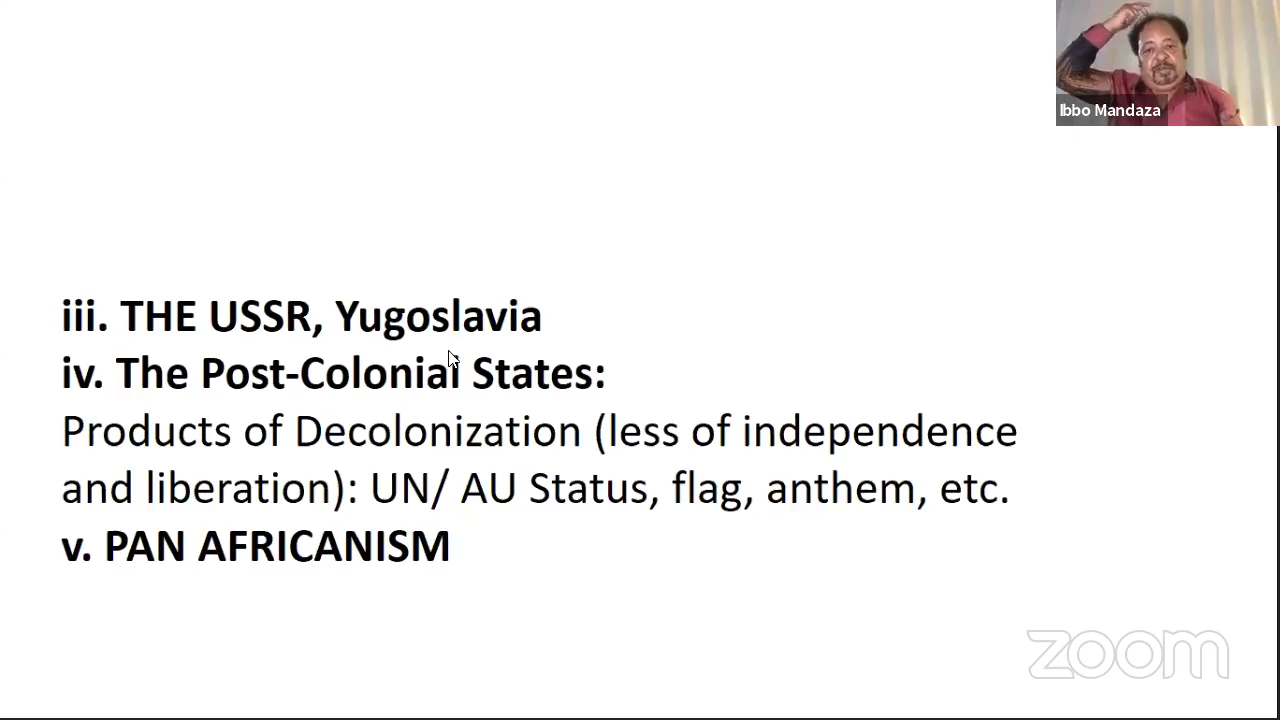 Ibbo Mandaza
iii. THE USSR, Yugoslavia
iv. The Post-Colonial States:
Products of Decolonization (less of independence
and liberation): UN/ AU Status, flag, anthem, etc.
v. PAN AFRICANISM
zoom